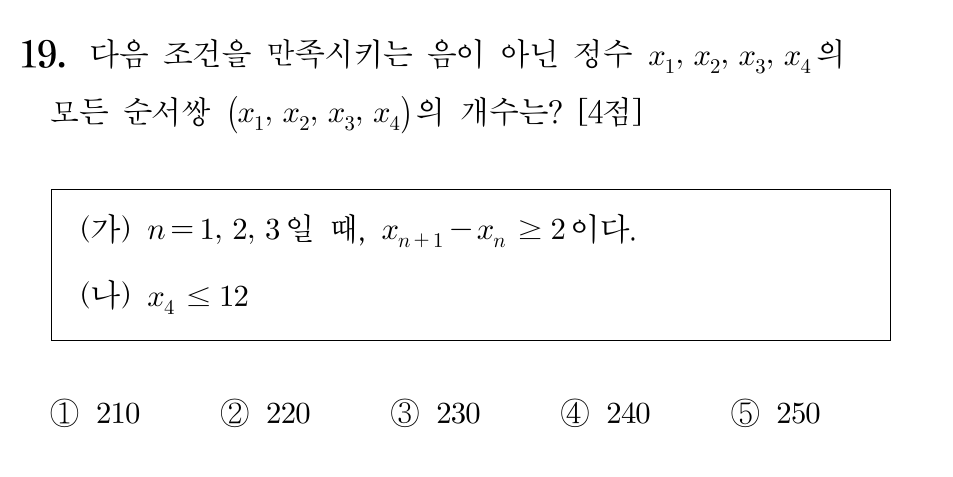 19. 다음 조건을 만족시키는 음이 아닌 정수 x₁, x₂, x₃, x₄의
모든 순서쌍 (x₁, x₂, x₃, x₄)의 개수는? [4점]
(가) n=1, 2, 3일 때, xₙ₊₁−xₙ ≥ 2이다.
(나) x₄ ≤ 12
① 210 ② 220 ③ 230 ④ 240 ⑤ 250